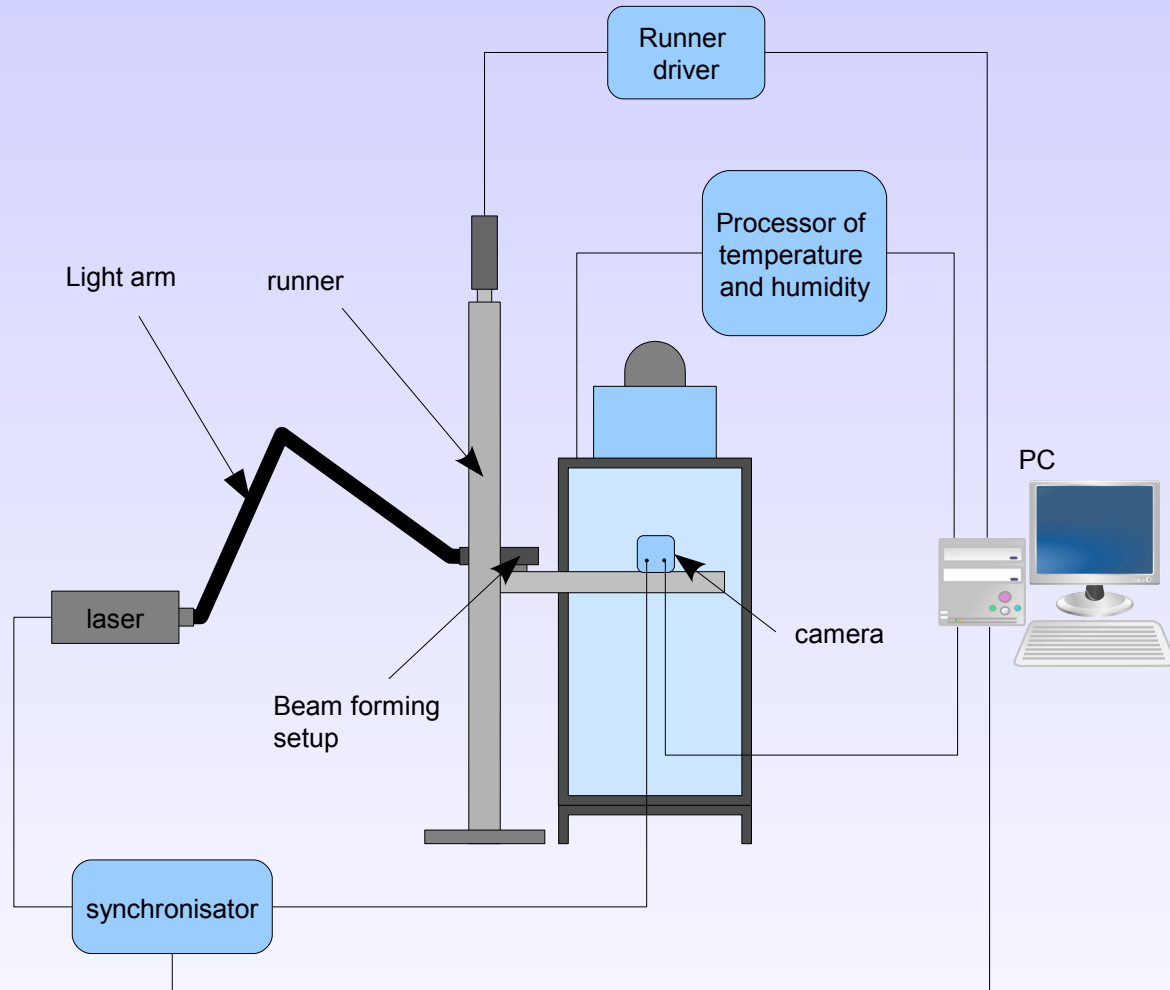 Runner
driver
Processor of
temperature
and humidity
Light arm
runner
PC
laser
camera
Beam forming
setup
synchronisator